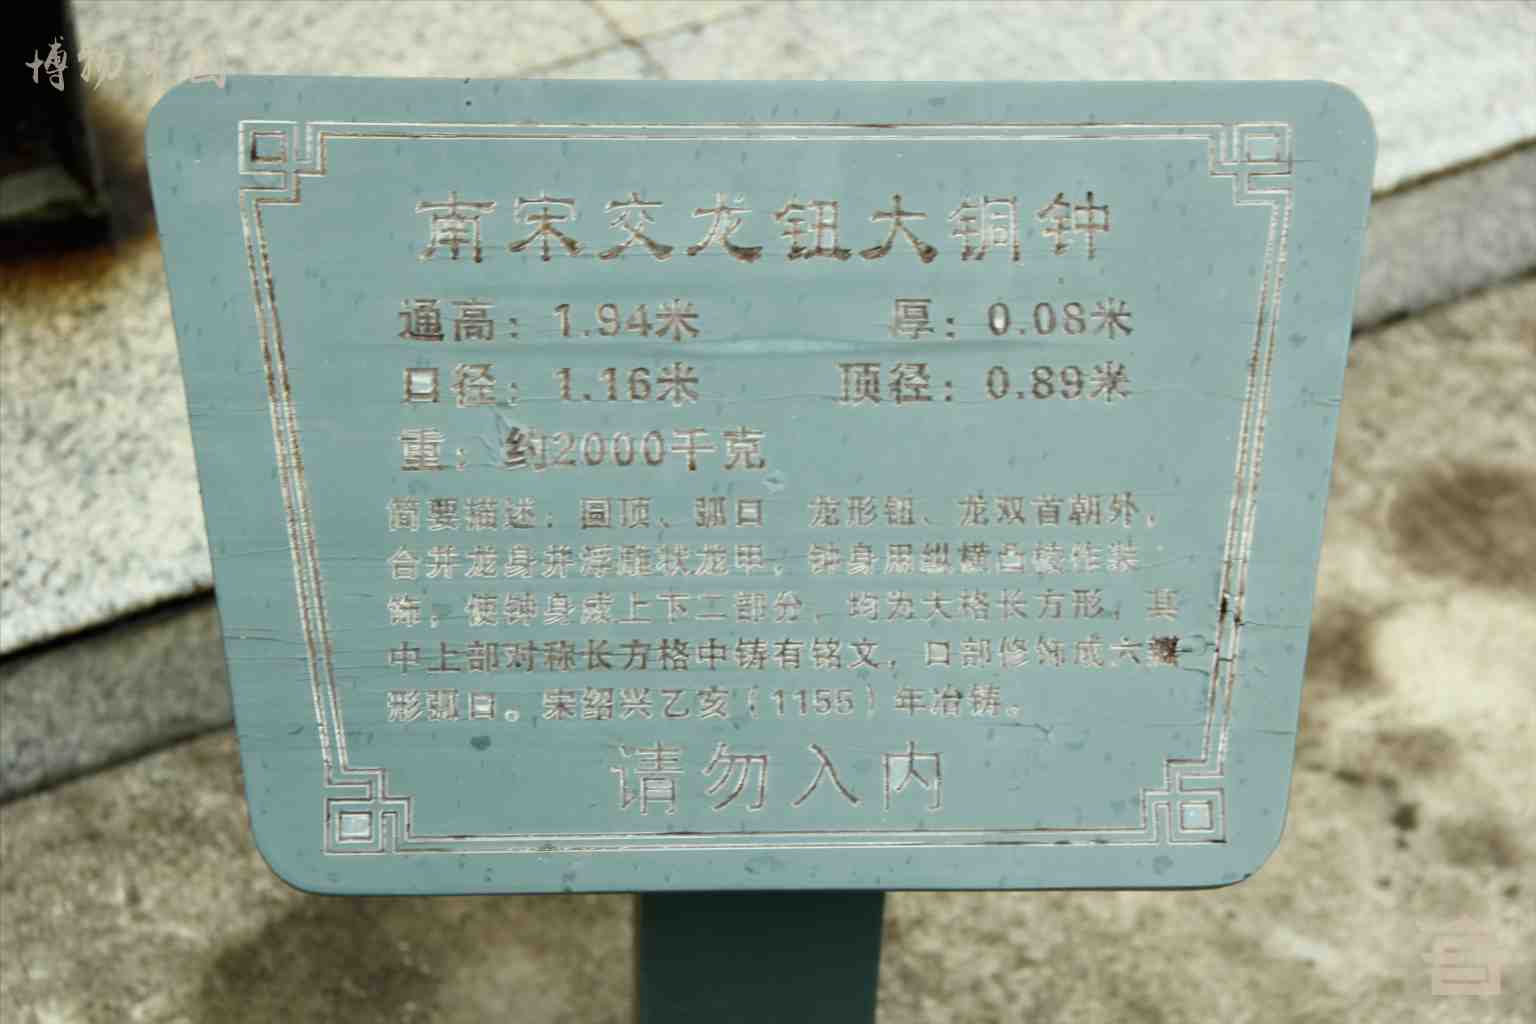 博物中国
南宋交龙钮大铜钟
通高：1.94米 厚：0.08米
口径：1.16米 顶径：0.89米
重：约2000千克
简要描述：圆顶、弧口 龙形钮、龙双首朝外，
合并龙身并浮雕状龙甲，钟身用纵横凸棱作装
饰，使钟身成上下二部分，均为大格长方形，其
中上部对称长方格中铸有铭文，口部修饰成六
形弧口。宋绍兴乙亥（1155）年冶铸。
请勿入内